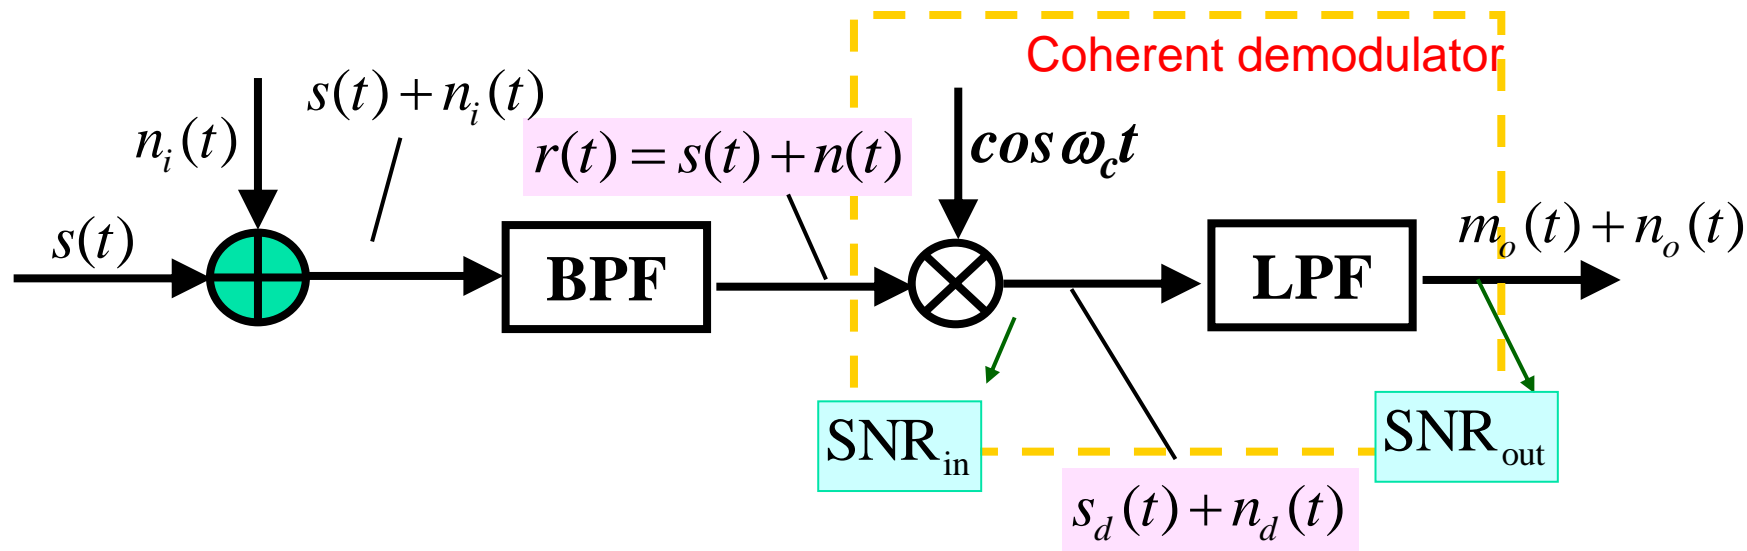 Coherent demodulator
s(t) + n_i(t)
n_i(t)
r(t) = s(t) + n(t)
cos ω_c t
s(t)
BPF
LPF
m_o(t) + n_o(t)
SNR_in
SNR_out
s_d(t) + n_d(t)